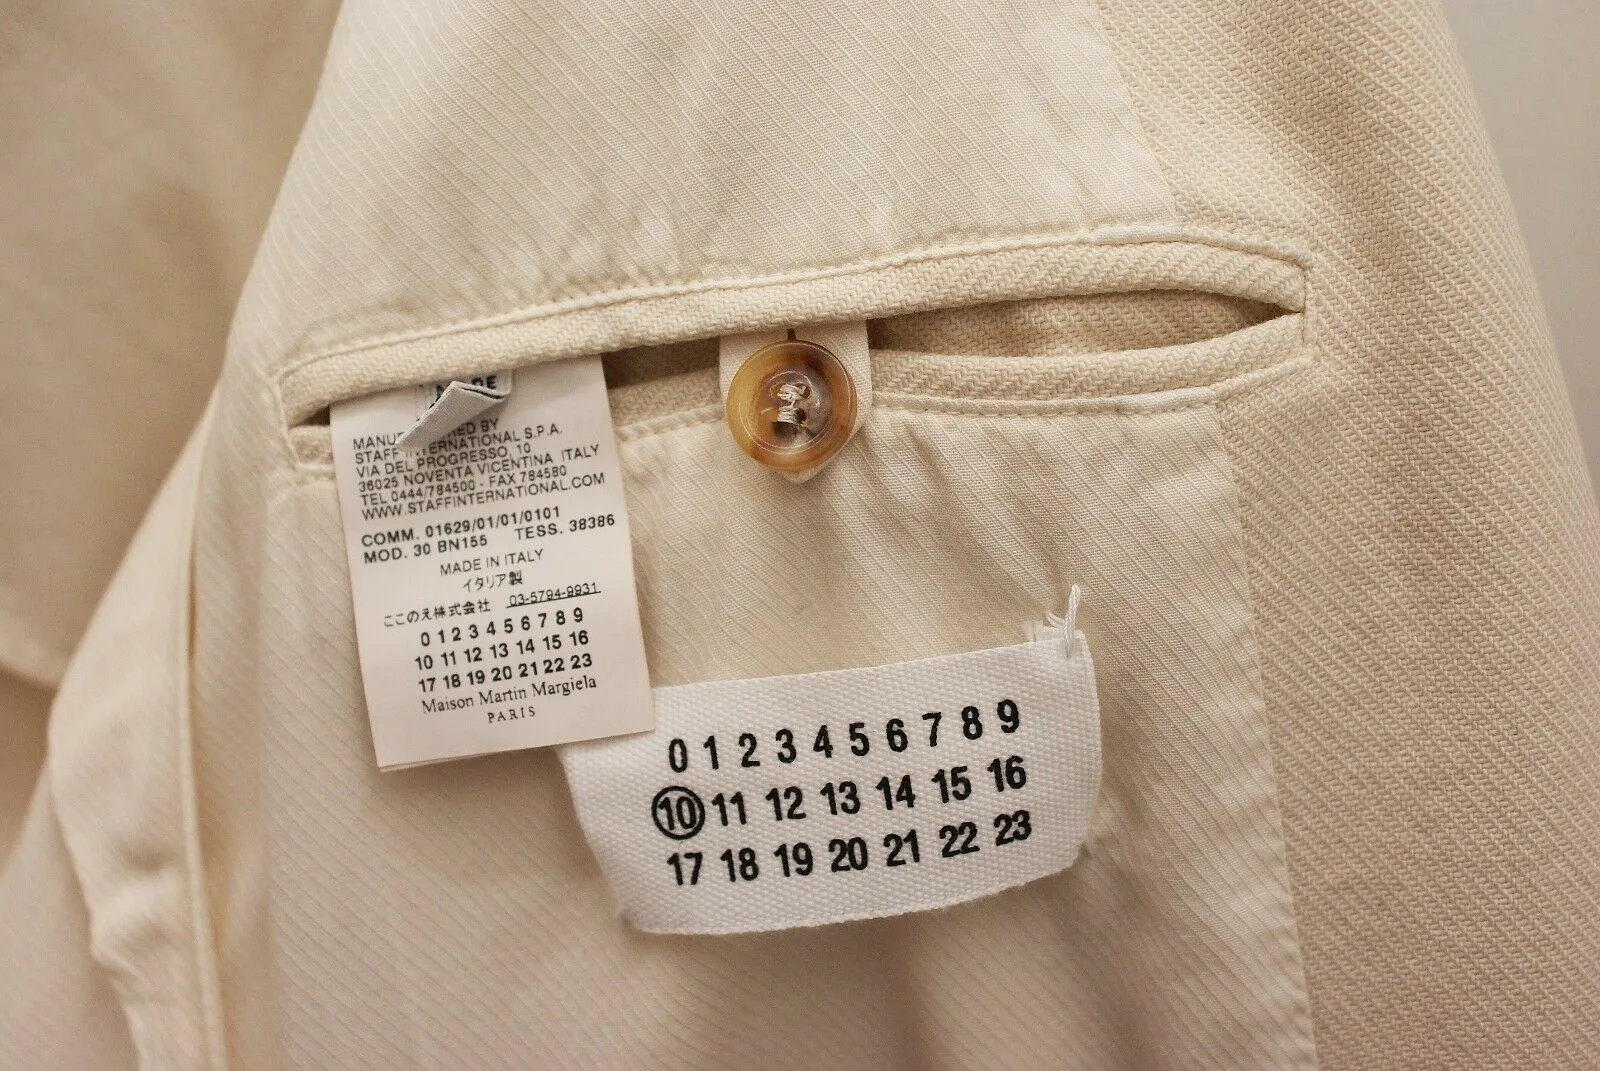 BY
STAFF INTERNATIONAL S.P.A.
VIA DEL PROGRESSO, 10
36025 NOVENTA VICENTINA ITALY
TEL 0444/784500 - FAX 784580
WWW.STAFFINTERNATIONAL.COM
COMM. 01629/01/01/0101
MOD. 30 BN155 TESS. 38386
MADE IN ITALY
イタリア製
ここのえ株式会社 03-5794-9931
0 1 2 3 4 5 6 7 8 9
10 11 12 13 14 15 16
17 18 19 20 21 22 23
Maison Martin Margiela
PARIS
0 1 2 3 4 5 6 7 8 9
10 11 12 13 14 15 16
17 18 19 20 21 22 23